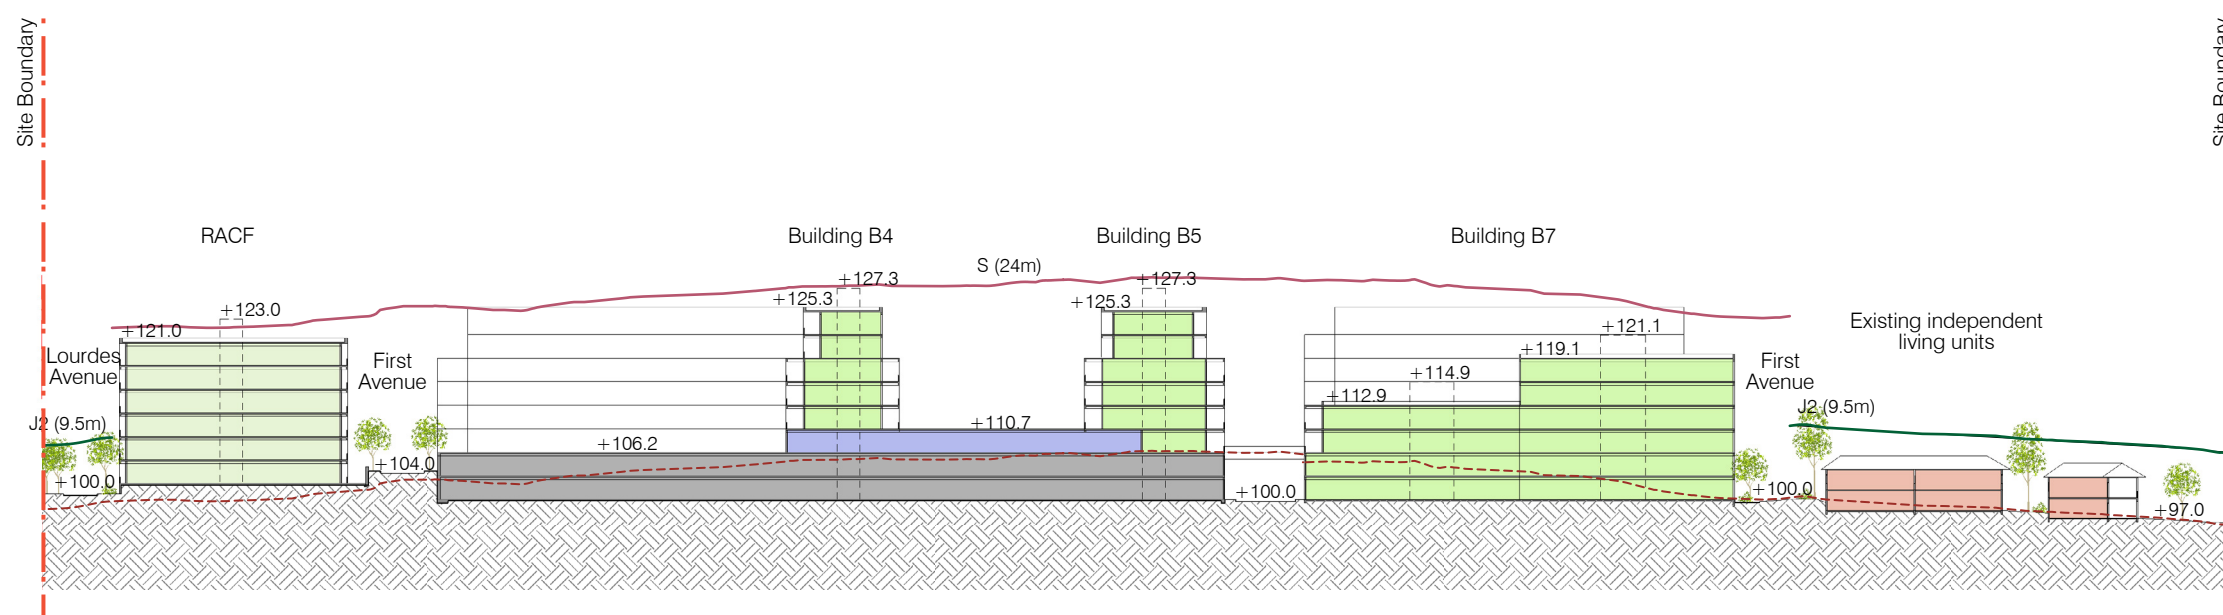 Site Boundary
Site Boundary
RACF
Building B4
Building B5
Building B7
S (24m)
+127.3
+127.3
+125.3
+125.3
+123.0
+121.0
+121.1
+119.1
Existing independent
living units
Lourdes
Avenue
First
Avenue
First
Avenue
+114.9
+112.9
J2 (9.5m)
J2 (9.5m)
+110.7
+106.2
+104.0
+100.0
+100.0
+100.0
+97.0